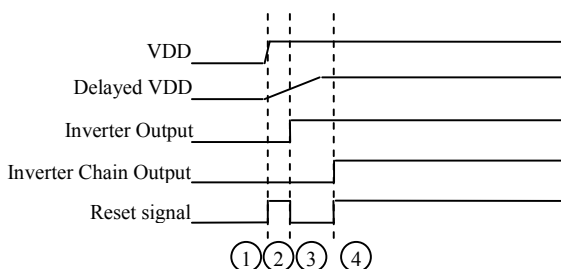 VDD
Delayed VDD
Inverter Output
Inverter Chain Output
Reset signal
1 2 3 4